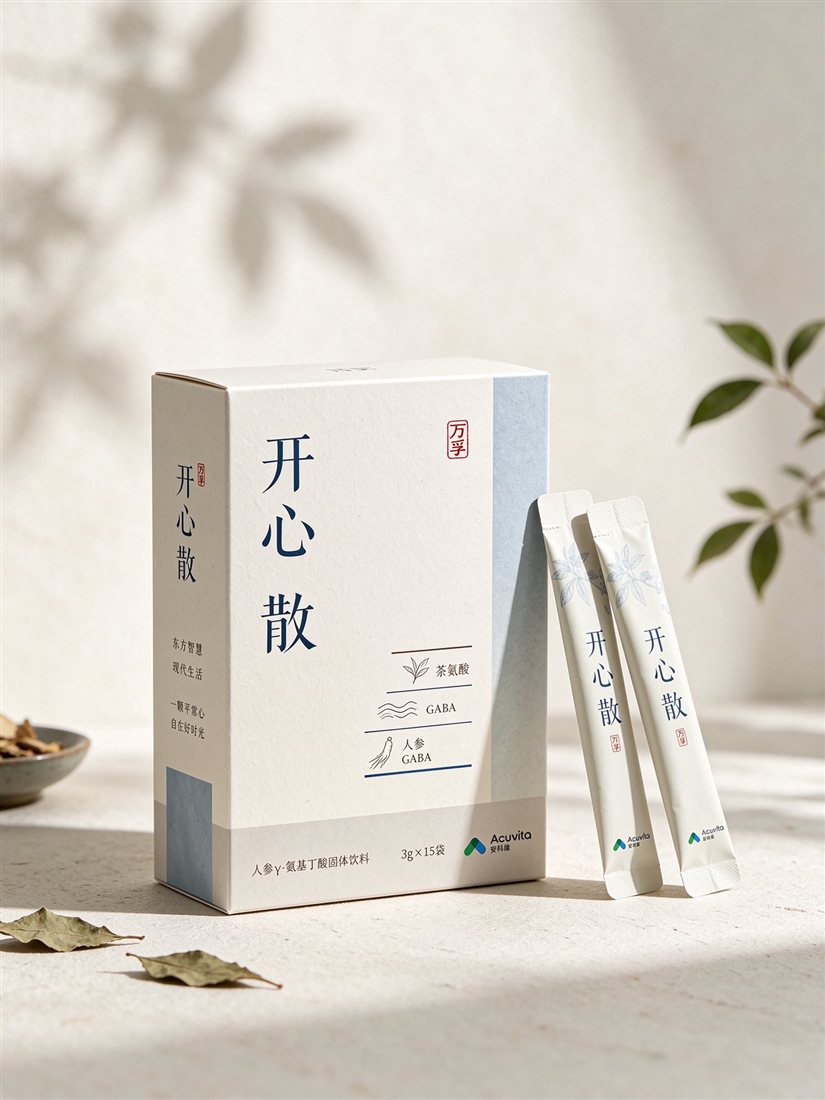 万孚
开心散
东方智慧
现代生活
一颗平常心
自在好时光
开心散
万孚
茶氨酸
GABA
人参
GABA
人参γ-氨基丁酸固体饮料
3g×15袋
Acuvita
安科维
开心散
万孚
Acuvita
开心散
万孚
Acuvita
安科维